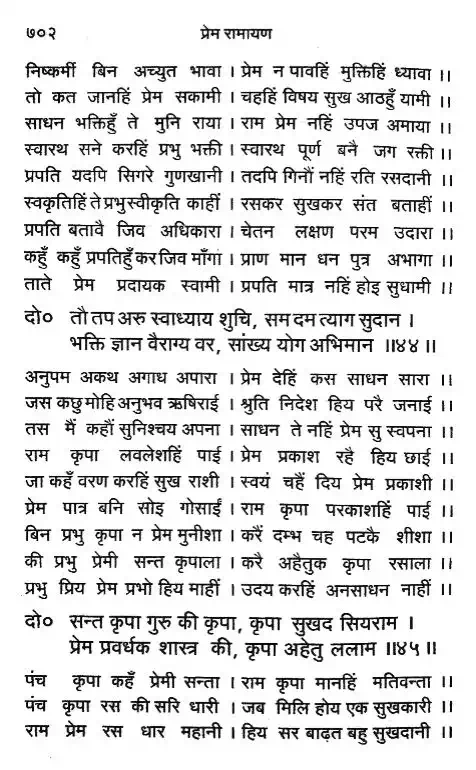 ७०२ प्रेम रामायण
निष्कर्मी बिन अच्युत भावा । प्रेम न पावहिं मुक्तिहिं ध्यावा ।।
तो कत जानहिं प्रेम सकामी । चहहिं विषय सुख आठहुँ यामी ।।
साधन भक्तिहुँ ते मुनि राया । राम प्रेम नहिं उपज अमाया ।।
स्वारथ सने करहिं प्रभु भक्ती । स्वारथ पूर्ण बनै जग रक्ती ।।
प्रपति यदपि सिगरे गुणखानी । तदपि गिनौं नहिं रति रसदानी ।।
स्वकृतिहिं ते प्रभु स्वीकृति काहीं । रसकर सुखकर संत बताहीं ।।
प्रपति बतावै जिव अधिकारा । चेतन लक्षण परम उदारा ।।
कहुँ कहुँ प्रपतिहुँ कर जिव माँगा । प्राण मान धन पुत्र अभागा ।।
ताते प्रेम प्रदायक स्वामी । प्रपति मात्र नहिं होइ सुधामी ।।
दो० तौ तप अरु स्वाध्याय शुचि, सम दम त्याग सुदान ।
भक्ति ज्ञान वैराग्य वर, सांख्य योग अभिमान ।।४४।।
अनुपम अकथ अगाध अपारा । प्रेम देहिं कस साधन सारा ।।
जस कछु मोहि अनुभव ऋषिराई । श्रुति निदेश हिय परै जनाई ।।
तस मैं कहौं सुनिश्चय अपना । साधन ते नहिं प्रेम सु स्वपना ।।
राम कृपा लवलेशहिं पाई । प्रेम प्रकाश रहै हिय छाई ।।
जा कहँ वरण करहिं सुख राशी । स्वयं चहैं दिय प्रेम प्रकाशी ।।
प्रेम पात्र बनि सोइ गोसाईं । राम कृपा परकाशहिं पाई ।।
बिन प्रभु कृपा न प्रेम मुनीशा । करैं दम्भ चह पटकै शीशा ।।
की प्रभु प्रेमी सन्त कृपाला । करै अहैतुक कृपा रसाला ।।
प्रभु प्रिय प्रेम प्रभो हिय माहीं । उदय करहिं अनसाधन नाहीं ।।
दो० सन्त कृपा गुरु की कृपा, कृपा सुखद सियराम ।
प्रेम प्रवर्धक शास्त्र की, कृपा अहेतु ललाम ।।४५।।
पंच कृपा कहँ प्रेमी सन्ता । राम कृपा मानहिं मतिवन्ता ।।
पंच कृपा रस की सरि धारी । जब मिलि होय एक सुखकारी ।।
राम प्रेम रस धार महानी । हिय सर बाढ़त बहु सुखदानी ।।